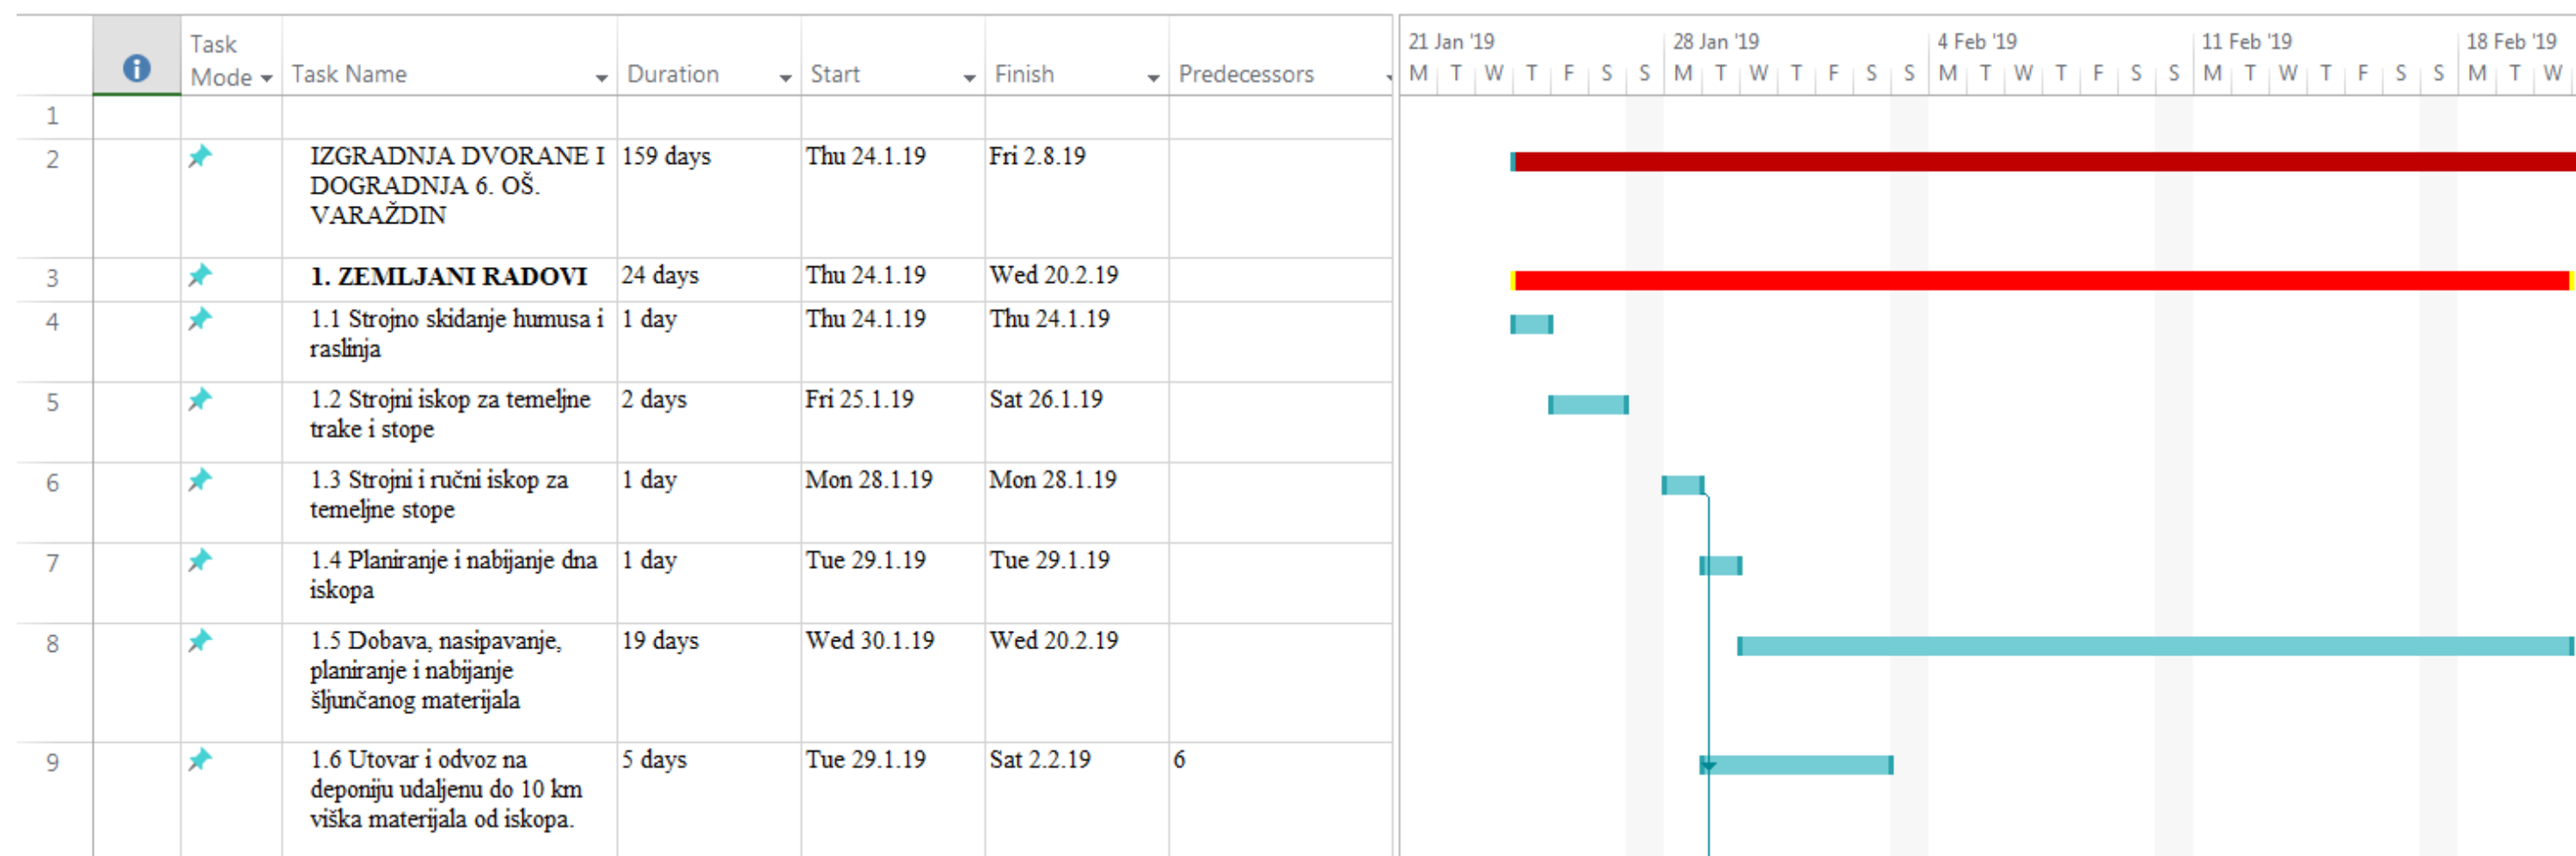 Task Mode Task Name Duration Start Finish Predecessors
21 Jan '19 28 Jan '19 4 Feb '19 11 Feb '19 18 Feb '19
M T W T F S S M T W T F S S M T W T F S S M T W T F S S M T W
1
2 IZGRADNJA DVORANE I 159 days Thu 24.1.19 Fri 2.8.19
DOGRADNJA 6. OŠ.
VARAŽDIN
3 1. ZEMLJANI RADOVI 24 days Thu 24.1.19 Wed 20.2.19
4 1.1 Strojno skidanje humusa i 1 day Thu 24.1.19 Thu 24.1.19
raslinja
5 1.2 Strojni iskop za temeljne 2 days Fri 25.1.19 Sat 26.1.19
trake i stope
6 1.3 Strojni i ručni iskop za 1 day Mon 28.1.19 Mon 28.1.19
temeljne stope
7 1.4 Planiranje i nabijanje dna 1 day Tue 29.1.19 Tue 29.1.19
iskopa
8 1.5 Dobava, nasipavanje, 19 days Wed 30.1.19 Wed 20.2.19
planiranje i nabijanje
šljunčanog materijala
9 1.6 Utovar i odvoz na 5 days Tue 29.1.19 Sat 2.2.19 6
deponiju udaljenu do 10 km
viška materijala od iskopa.